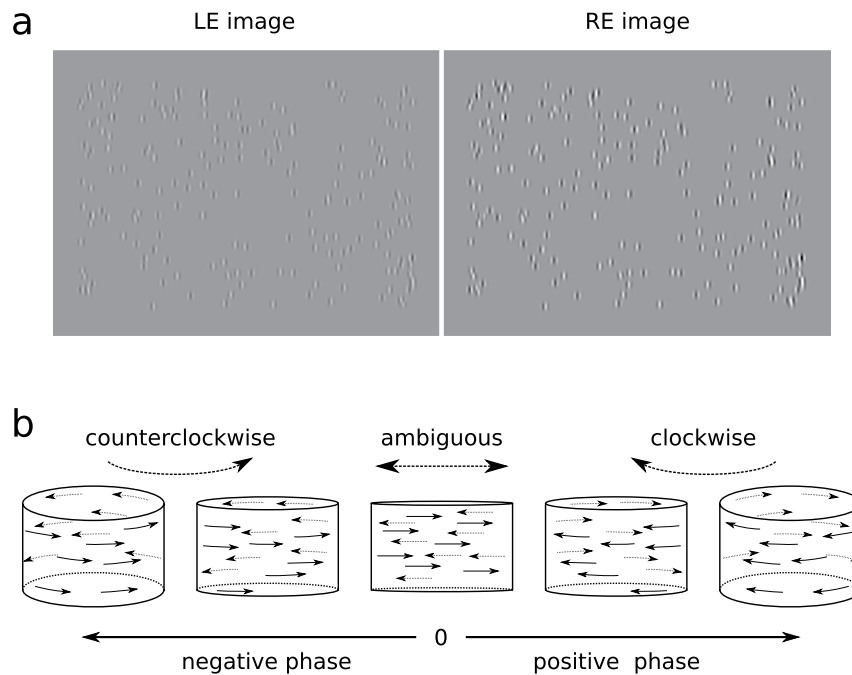 a
LE image RE image
b
counterclockwise ambiguous clockwise
0
negative phase positive phase